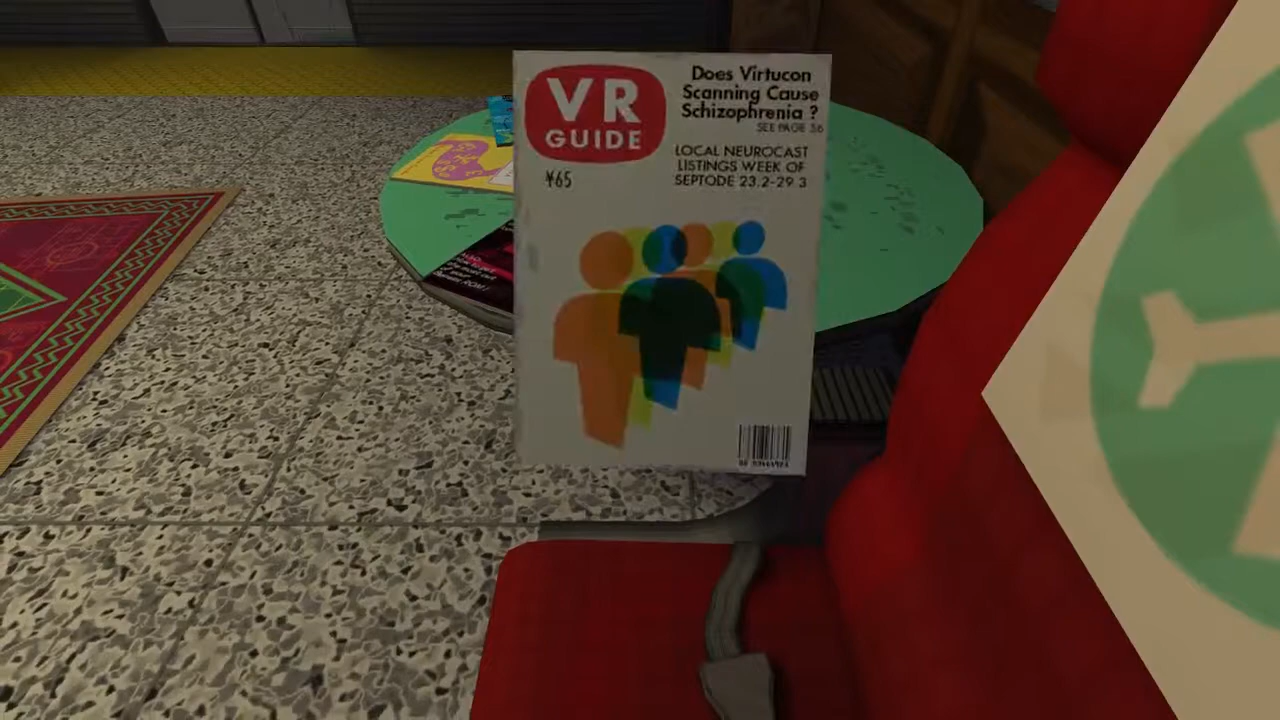 VR
GUIDE
¥65
Does Virtucon
Scanning Cause
Schizophrenia ?
SEE PAGE 36
LOCAL NEUROCAST
LISTINGS WEEK OF
SEPTODE 23.2-29.3